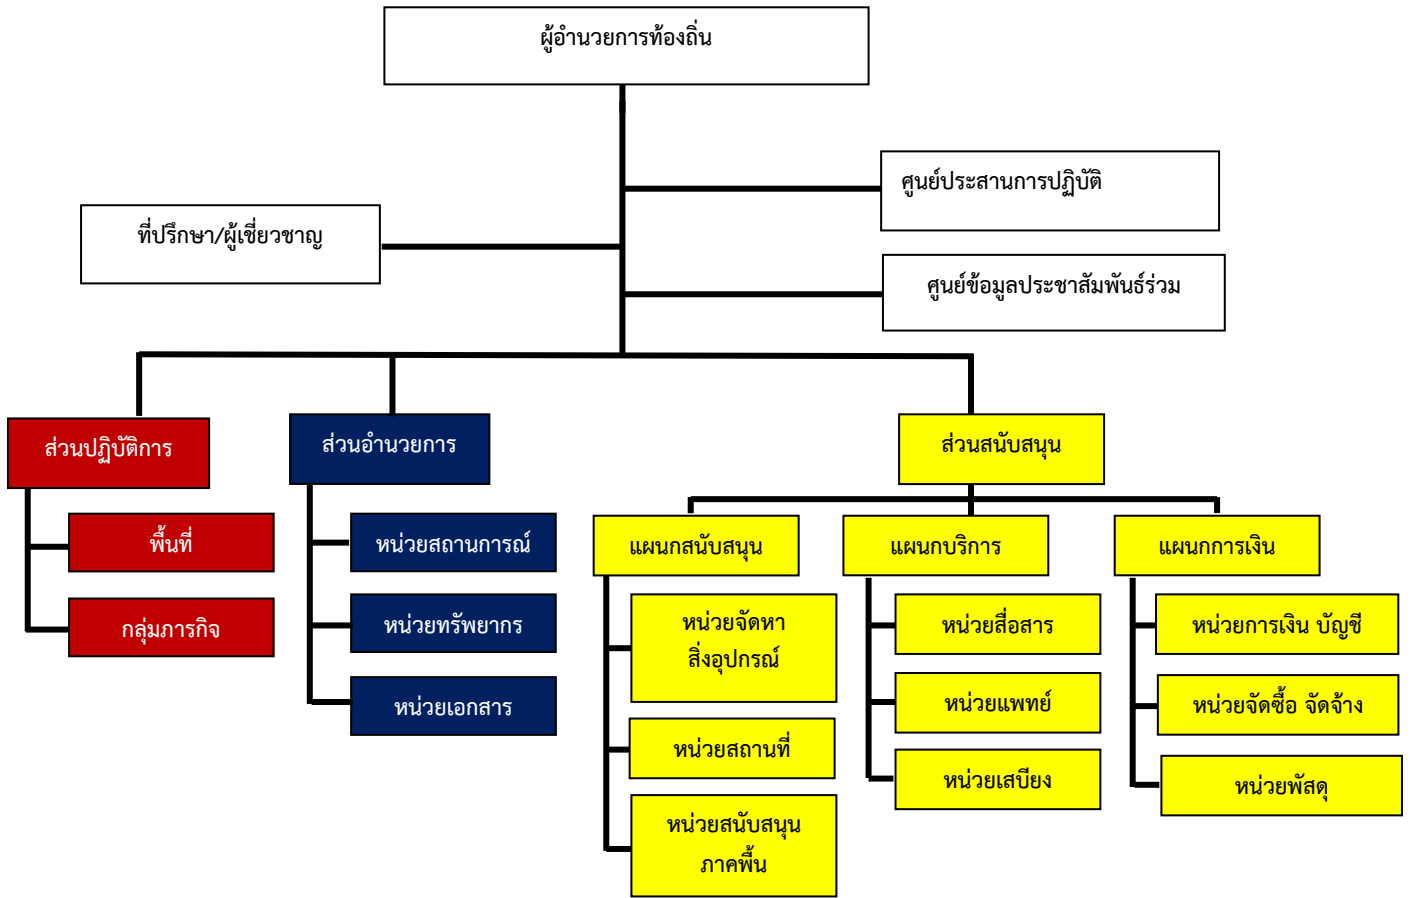 ผู้อำนวยการท้องถิ่น
ศูนย์ประสานการปฏิบัติ
ที่ปรึกษา/ผู้เชี่ยวชาญ
ศูนย์ข้อมูลประชาสัมพันธ์ร่วม
ส่วนปฏิบัติการ
พื้นที่
กลุ่มภารกิจ
ส่วนอำนวยการ
หน่วยสถานการณ์
หน่วยทรัพยากร
หน่วยเอกสาร
ส่วนสนับสนุน
แผนกสนับสนุน
หน่วยจัดหา
สิ่งอุปกรณ์
หน่วยสถานที่
หน่วยสนับสนุน
ภาคพื้น
แผนกบริการ
หน่วยสื่อสาร
หน่วยแพทย์
หน่วยเสบียง
แผนกการเงิน
หน่วยการเงิน บัญชี
หน่วยจัดซื้อ จัดจ้าง
หน่วยพัสดุ